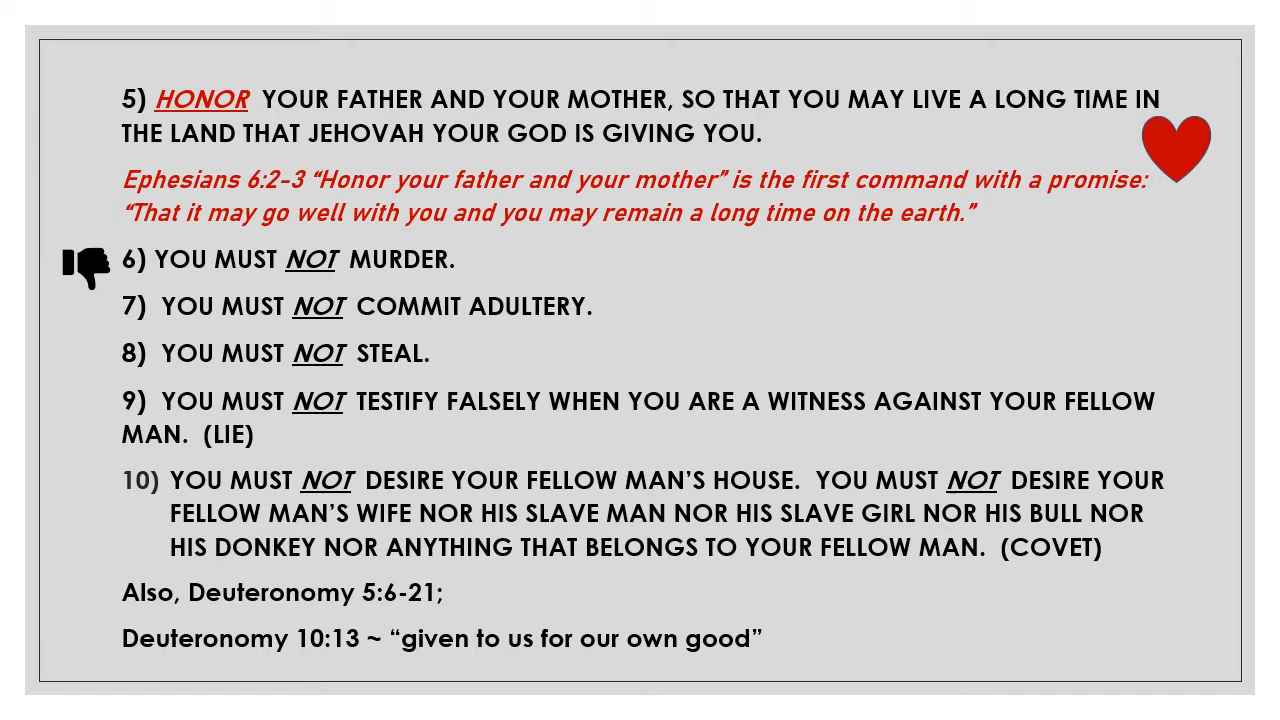 5) HONOR YOUR FATHER AND YOUR MOTHER, SO THAT YOU MAY LIVE A LONG TIME IN
THE LAND THAT JEHOVAH YOUR GOD IS GIVING YOU.
Ephesians 6:2-3 “Honor your father and your mother” is the first command with a promise:
“That it may go well with you and you may remain a long time on the earth.”
6) YOU MUST NOT MURDER.
7) YOU MUST NOT COMMIT ADULTERY.
8) YOU MUST NOT STEAL.
9) YOU MUST NOT TESTIFY FALSELY WHEN YOU ARE A WITNESS AGAINST YOUR FELLOW
MAN. (LIE)
10) YOU MUST NOT DESIRE YOUR FELLOW MAN’S HOUSE. YOU MUST NOT DESIRE YOUR
FELLOW MAN’S WIFE NOR HIS SLAVE MAN NOR HIS SLAVE GIRL NOR HIS BULL NOR
HIS DONKEY NOR ANYTHING THAT BELONGS TO YOUR FELLOW MAN. (COVET)
Also, Deuteronomy 5:6-21;
Deuteronomy 10:13 ~ “given to us for our own good”